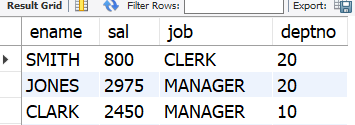 Result Grid Filter Rows: Export:
ename sal job deptno
SMITH 800 CLERK 20
JONES 2975 MANAGER 20
CLARK 2450 MANAGER 10